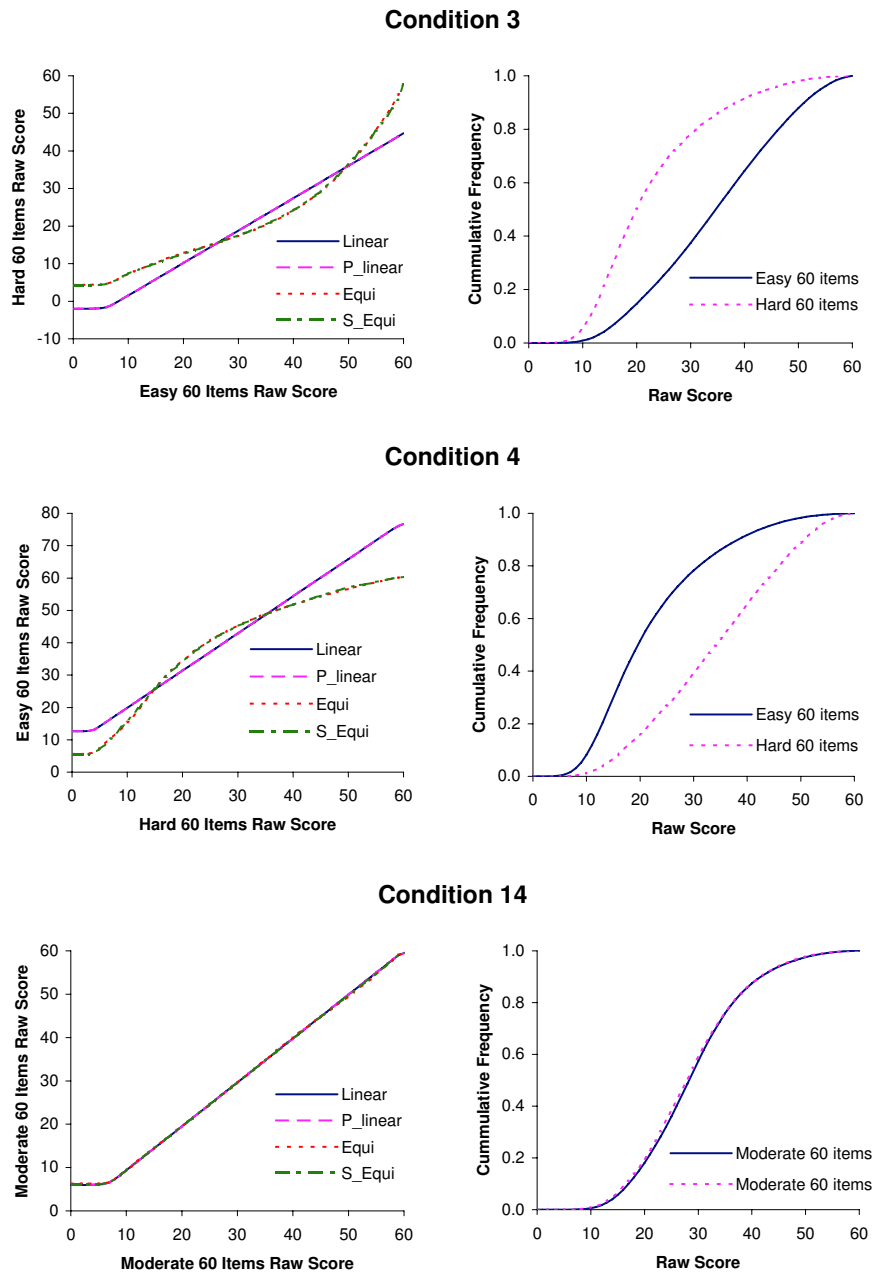 Condition 3
Hard 60 Items Raw Score
60
50
40
30
20
10
0
-10
0 10 20 30 40 50 60
Easy 60 Items Raw Score
Linear
P_linear
Equi
S_Equi
Cummulative Frequency
1.0
0.8
0.6
0.4
0.2
0.0
0 10 20 30 40 50 60
Raw Score
Easy 60 items
Hard 60 items
Condition 4
Easy 60 Items Raw Score
80
70
60
50
40
30
20
10
0
0 10 20 30 40 50 60
Hard 60 Items Raw Score
Linear
P_linear
Equi
S_Equi
Cumulative Frequency
1.0
0.8
0.6
0.4
0.2
0.0
0 10 20 30 40 50 60
Raw Score
Easy 60 items
Hard 60 items
Condition 14
Moderate 60 Items Raw Score
60
50
40
30
20
10
0
0 10 20 30 40 50 60
Moderate 60 Items Raw Score
Linear
P_linear
Equi
S_Equi
Cummulative Frequency
1.0
0.8
0.6
0.4
0.2
0.0
0 10 20 30 40 50 60
Raw Score
Moderate 60 items
Moderate 60 items